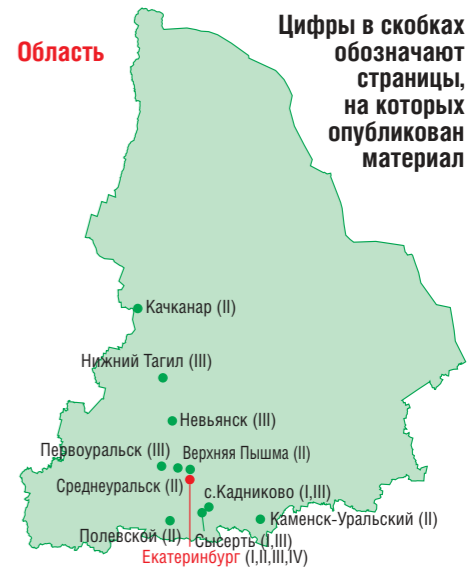 Область
Цифры в скобках
обозначают
страницы,
на которых
опубликован
материал
Качканар (II)
Нижний Тагил (III)
Невьянск (III)
Первоуральск (III)
Верхняя Пышма (II)
Среднеуральск (II)
с.Кадниково (I,III)
Каменск-Уральский (II)
Полевской (II)
Сысерть (I,III)
Екатеринбург (I,II,III,IV)